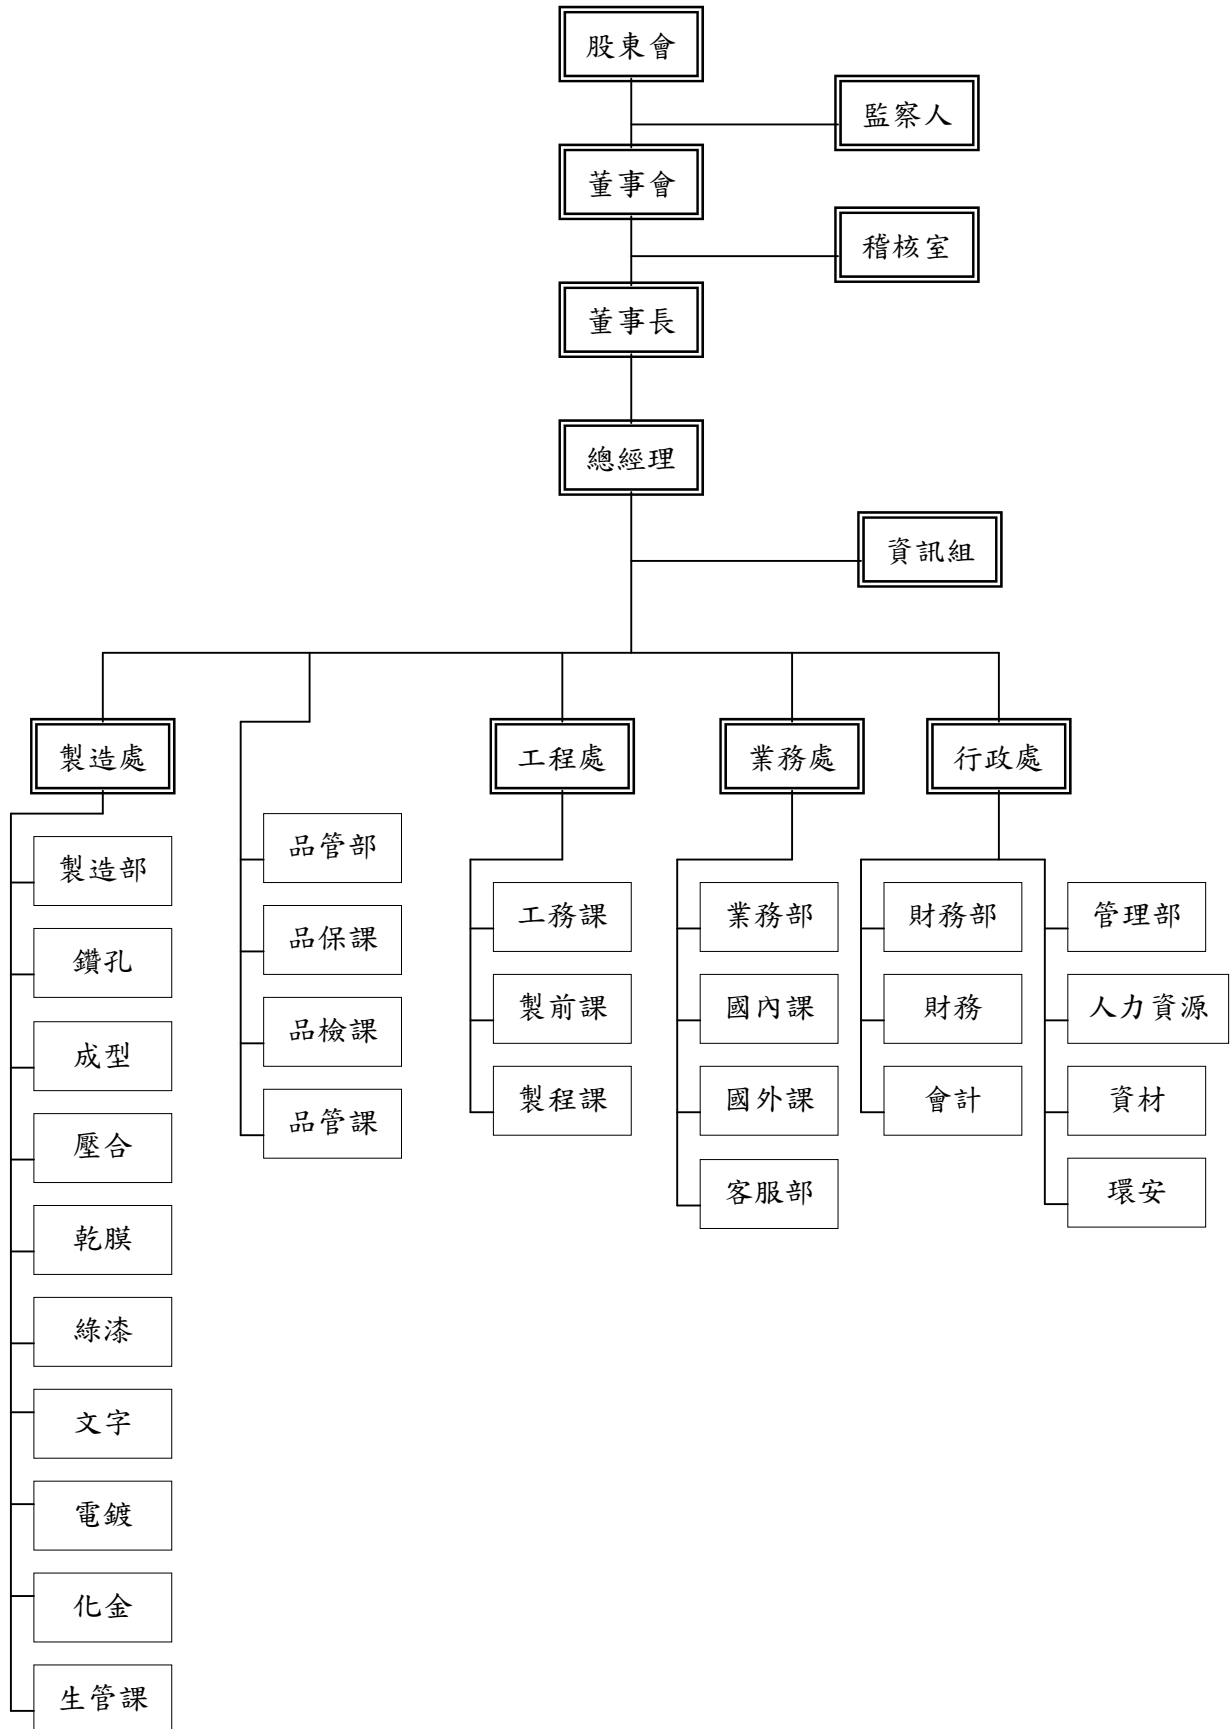 股東會
監察人
董事會
稽核室
董事長
總經理
資訊組
製造處
工程處
業務處
行政處
製造部
鑽孔
成型
壓合
乾膜
綠漆
文字
電鍍
化金
生管課
品管部
品保課
品檢課
品管課
工務課
製前課
製程課
業務部
國內課
國外課
客服部
財務部
財務
會計
管理部
人力資源
資材
環安